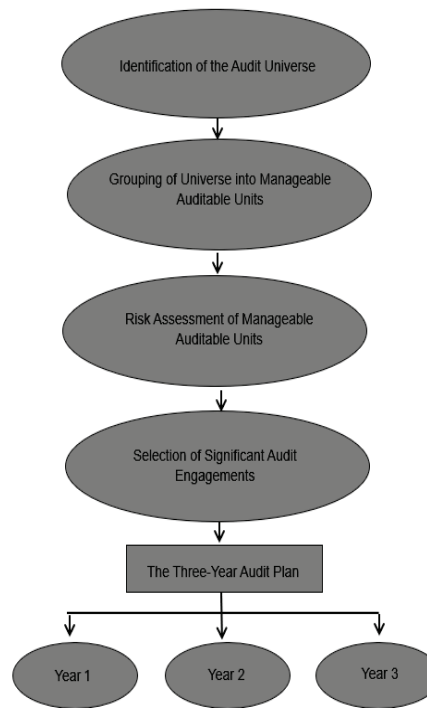 Identification of the Audit Universe
Grouping of Universe into Manageable
Auditable Units
Risk Assessment of Manageable
Auditable Units
Selection of Significant Audit
Engagements
The Three-Year Audit Plan
Year 1
Year 2
Year 3